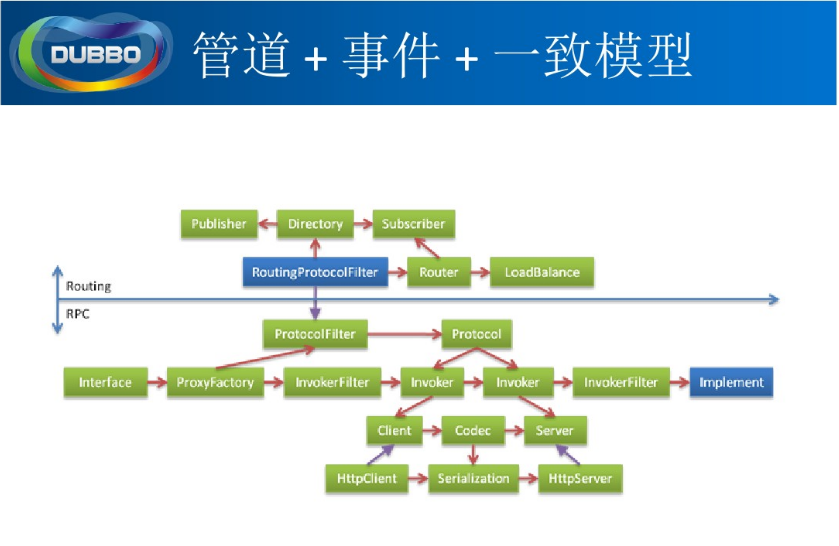 DUBBO 管道 + 事件 + 一致模型
Publisher Directory Subscriber
RoutingProtocolFilter Router LoadBalance
Routing
RPC
ProtocolFilter Protocol
Interface ProxyFactory InvokerFilter Invoker Invoker InvokerFilter Implement
Client Codec Server
HttpClient Serialization HttpServer